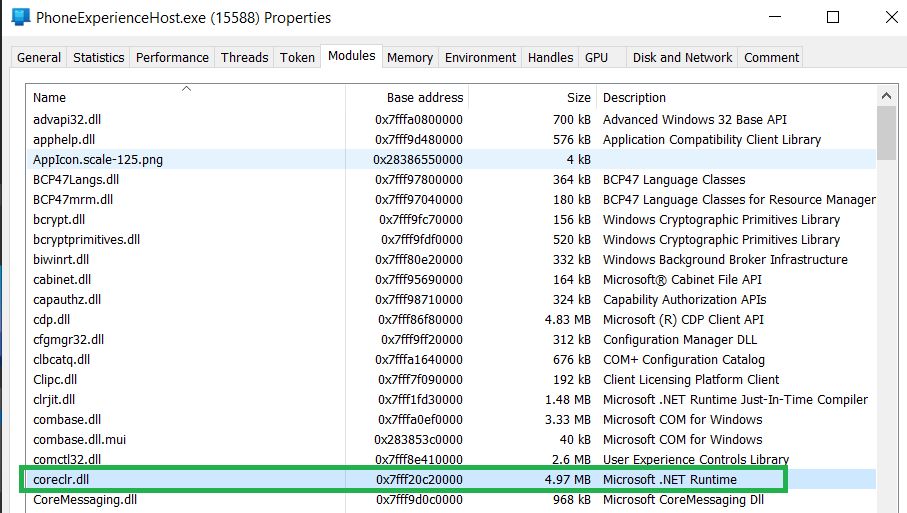 PhoneExperienceHost.exe (15588) Properties
General Statistics Performance Threads Token Modules Memory Environment Handles GPU Disk and Network Comment
Name Base address Size Description
advapi32.dll 0x7fffa0800000 700 kB Advanced Windows 32 Base API
apphelp.dll 0x7fff9d480000 576 kB Application Compatibility Client Library
AppIcon.scale-125.png 0x28386550000 4 kB
BCP47Langs.dll 0x7fff97800000 364 kB BCP47 Language Classes
BCP47mrm.dll 0x7fff97040000 180 kB BCP47 Language Classes for Resource Manager
bcrypt.dll 0x7fff9fc70000 156 kB Windows Cryptographic Primitives Library
bcryptprimitives.dll 0x7fff9fdf0000 520 kB Windows Cryptographic Primitives Library
biwinrt.dll 0x7fff80e20000 332 kB Windows Background Broker Infrastructure
cabinet.dll 0x7fff95690000 164 kB Microsoft® Cabinet File API
capauthz.dll 0x7fff98710000 324 kB Capability Authorization APIs
cdp.dll 0x7fff86f80000 4.83 MB Microsoft (R) CDP Client API
cfgmgr32.dll 0x7fff9ff20000 312 kB Configuration Manager DLL
clbcatq.dll 0x7fffa1640000 676 kB COM+ Configuration Catalog
Clipc.dll 0x7fff7f090000 192 kB Client Licensing Platform Client
clrjit.dll 0x7fff1fd30000 1.48 MB Microsoft .NET Runtime Just-In-Time Compiler
combase.dll 0x7fffa0ef0000 3.33 MB Microsoft COM for Windows
combase.dll.mui 0x283853c0000 40 kB Microsoft COM for Windows
comctl32.dll 0x7fff8e410000 2.6 MB User Experience Controls Library
coreclr.dll 0x7fff20c20000 4.97 MB Microsoft .NET Runtime
CoreMessaging.dll 0x7fff9d0c0000 968 kB Microsoft CoreMessaging Dll